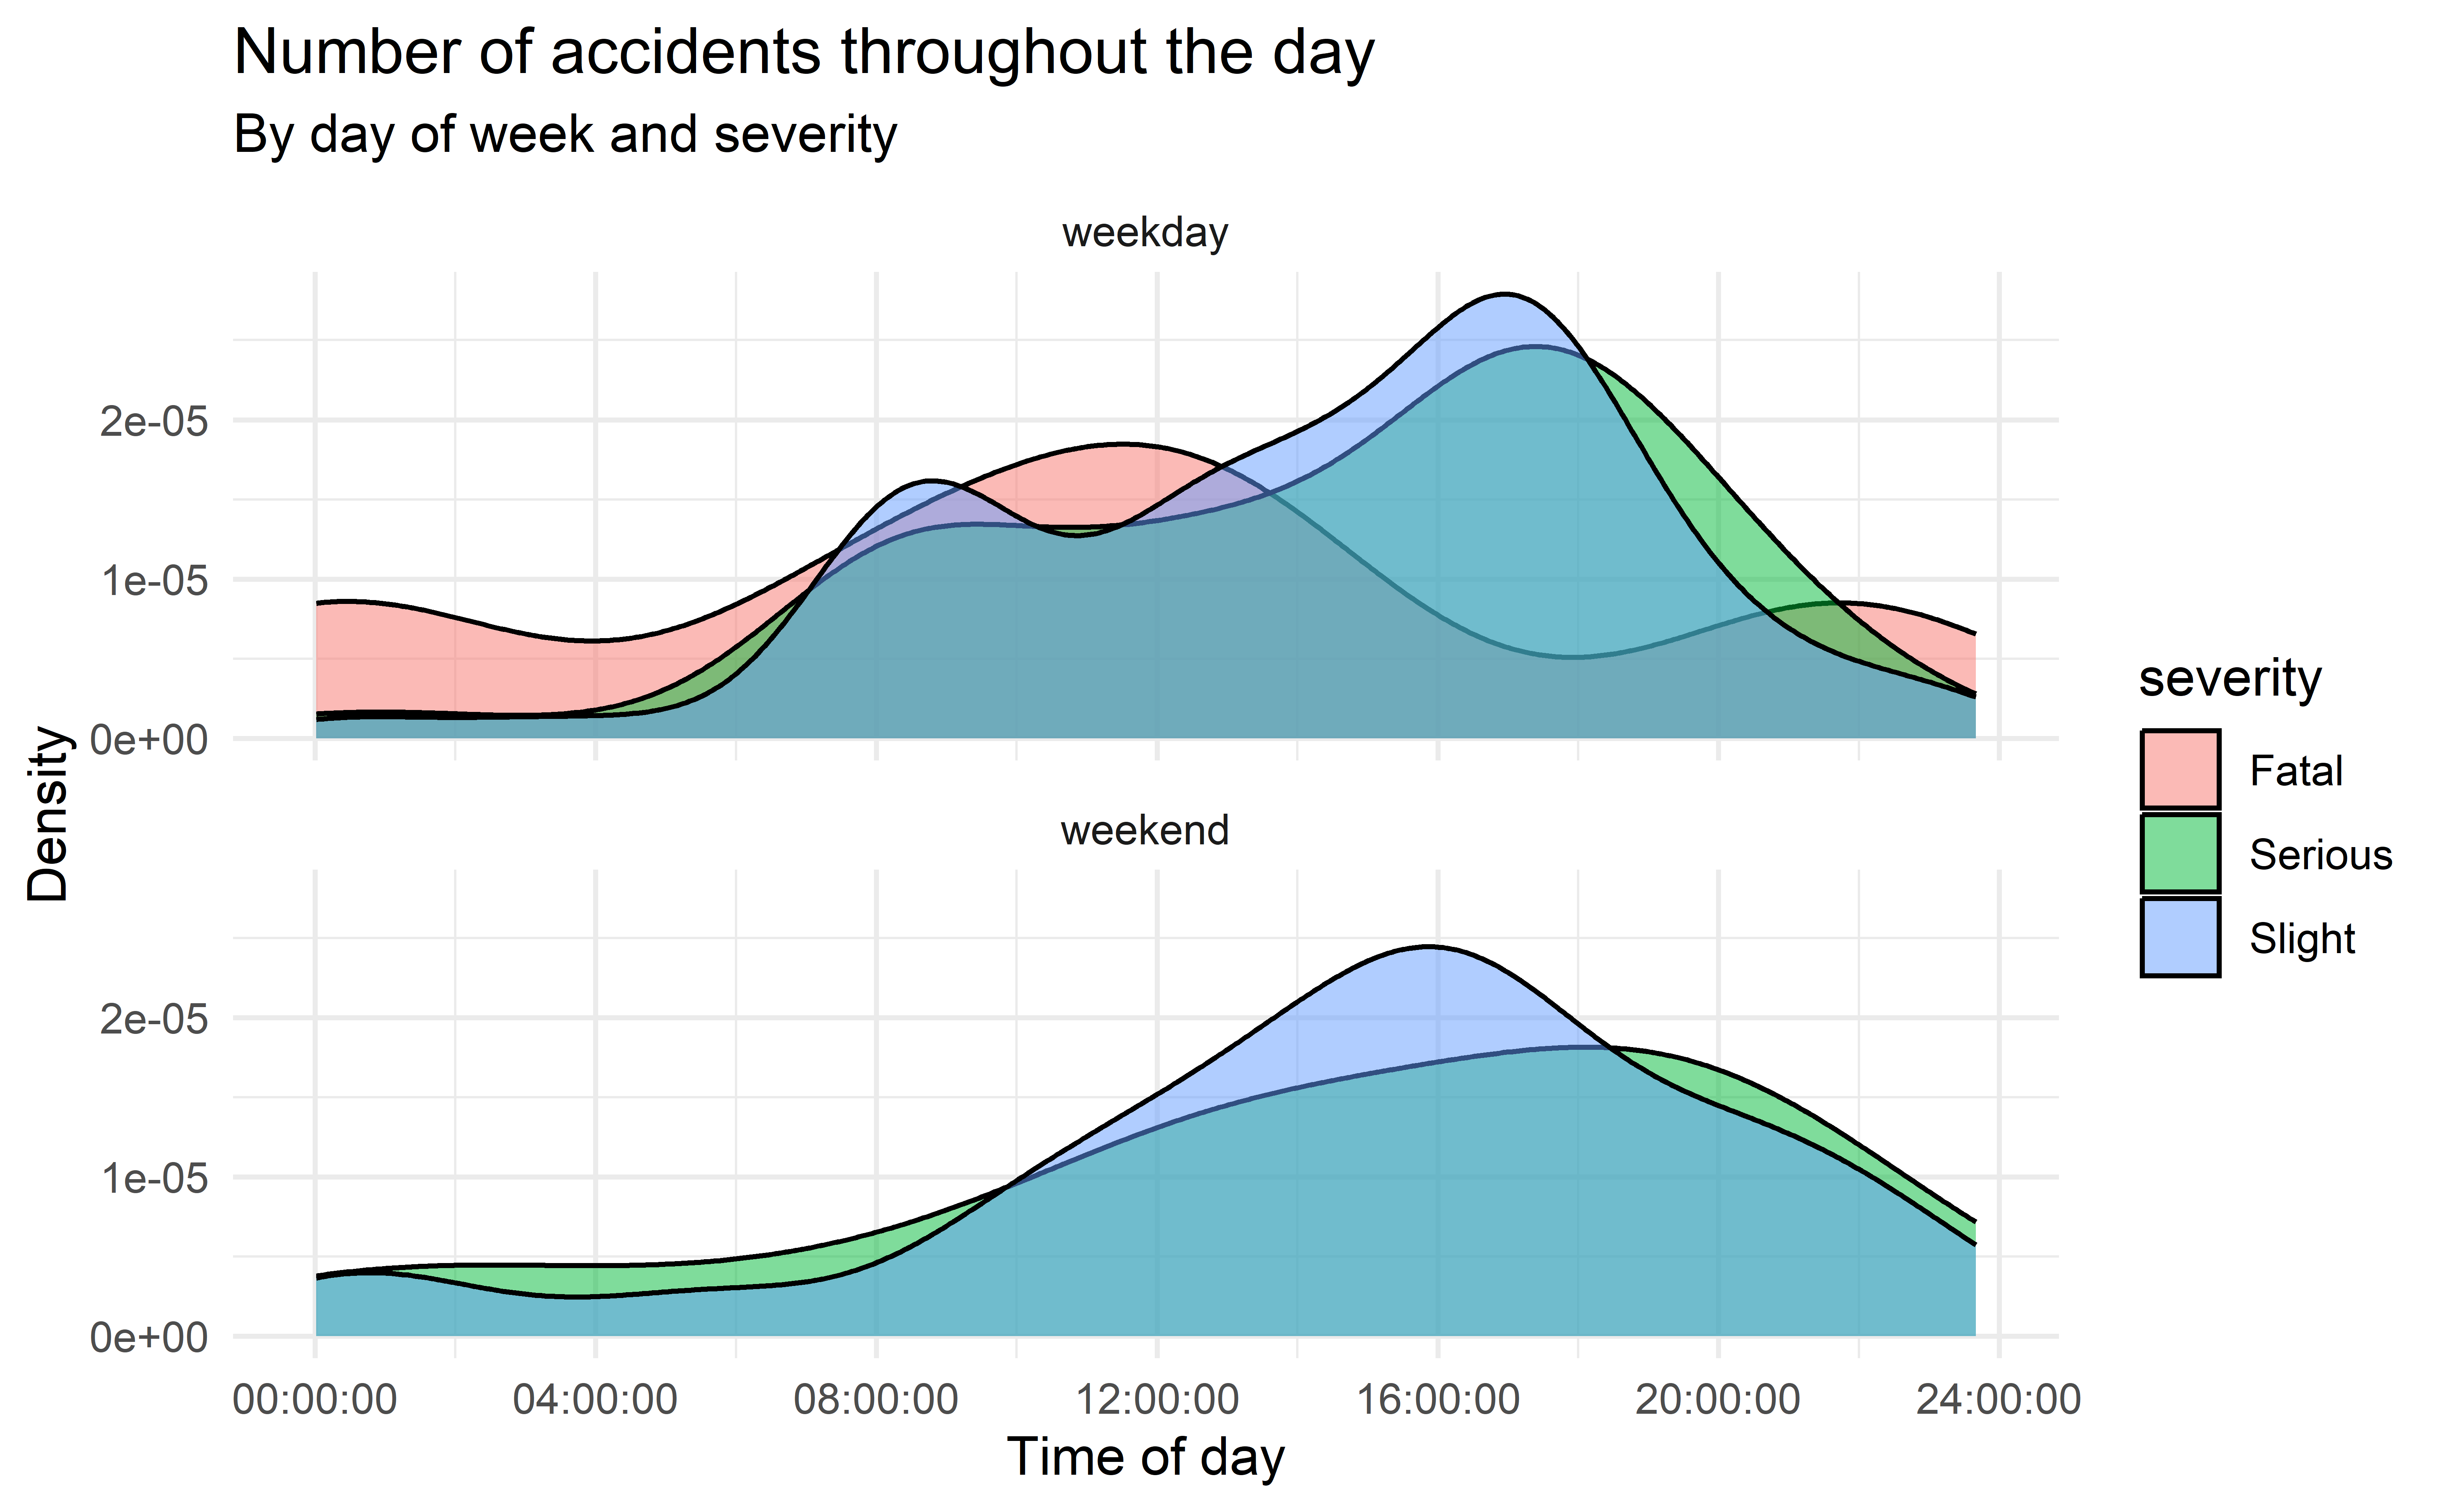 Number of accidents throughout the day
By day of week and severity
weekday
2e-05
1e-05
0e+00
weekend
2e-05
1e-05
0e+00
00:00:00 04:00:00 08:00:00 12:00:00 16:00:00 20:00:00 24:00:00
Time of day
Density
severity
Fatal
Serious
Slight